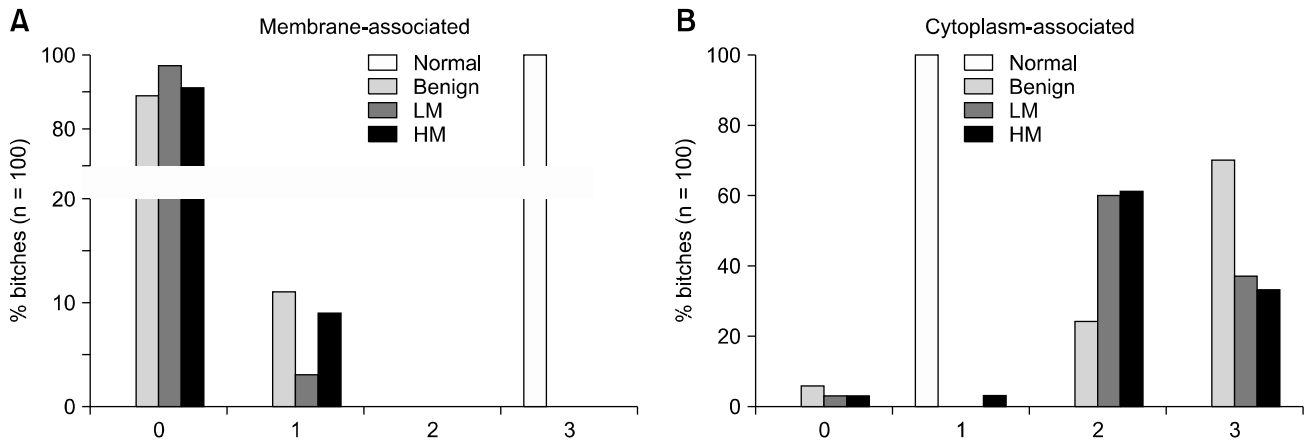 A
Membrane-associated
% bitches (n = 100)
100
80
20
10
0
Normal
Benign
LM
HM
0 1 2 3
B
Cytoplasm-associated
% bitches (n = 100)
100
80
60
40
20
0
Normal
Benign
LM
HM
0 1 2 3